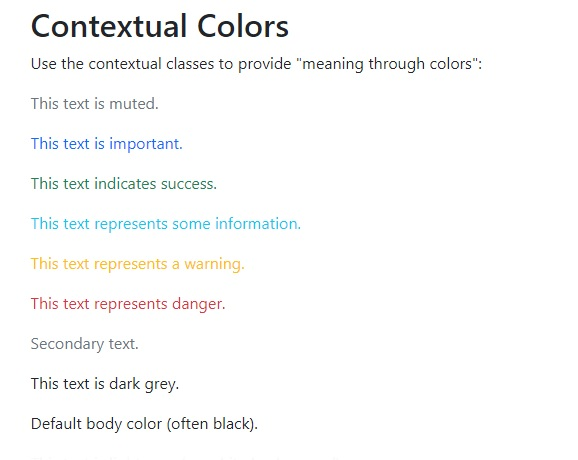 Contextual Colors
Use the contextual classes to provide "meaning through colors":
This text is muted.
This text is important.
This text indicates success.
This text represents some information.
This text represents a warning.
This text represents danger.
Secondary text.
This text is dark grey.
Default body color (often black).